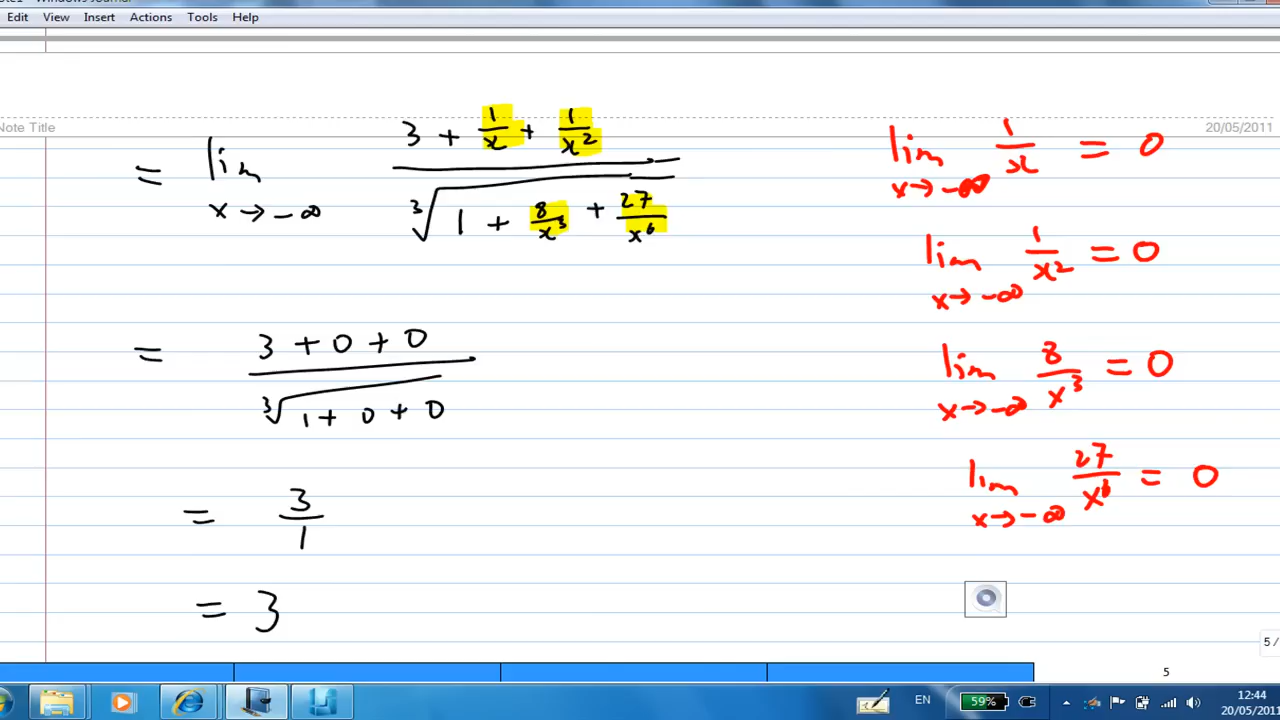 Edit View Insert Actions Tools Help
Note Title 20/05/2011
= lim x → -∞ (3 + 1/x + 1/x²) / ∛(1 + 8/x³ + 27/x⁶)
= (3 + 0 + 0) / ∛(1 + 0 + 0)
= 3/1
= 3
lim x → -∞ 1/x = 0
lim x → -∞ 1/x² = 0
lim x → -∞ 8/x³ = 0
lim x → -∞ 27/x⁶ = 0
5 /
5
EN 59% 12:44
20/05/2011